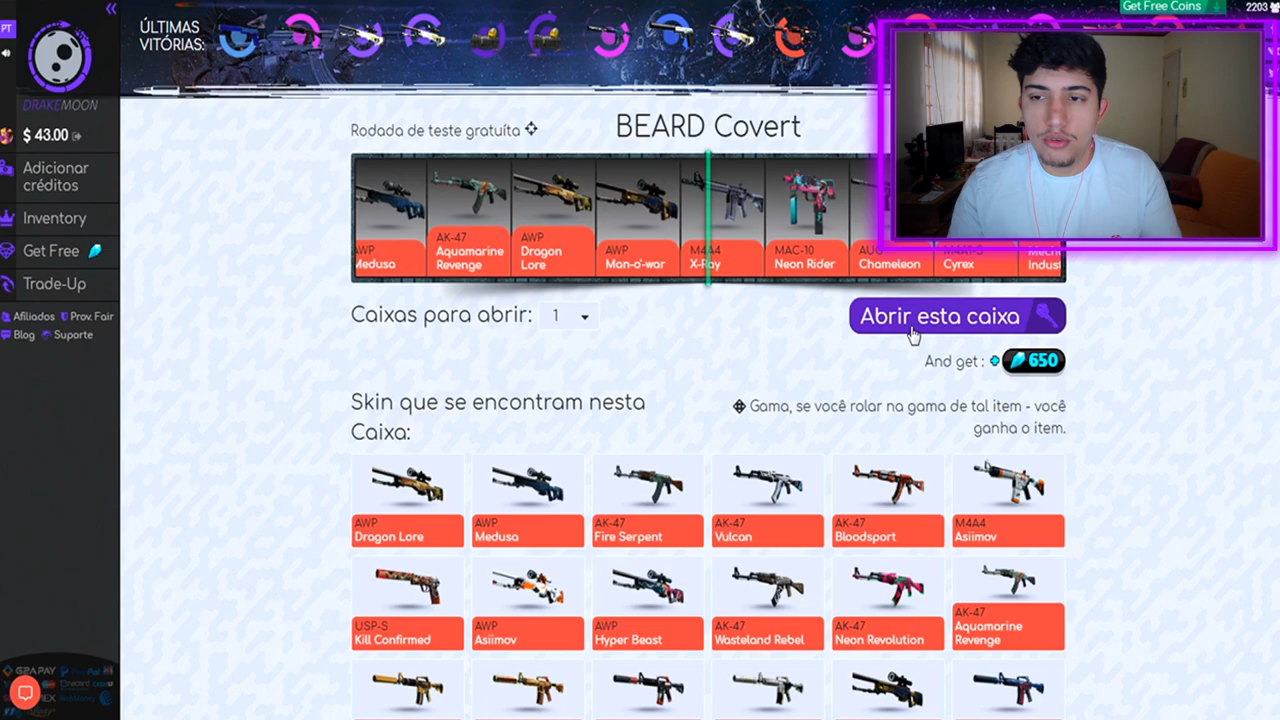 PT
DRAKEMOON
$ 43.00
Adicionar
créditos
Inventory
Get Free
Trade-Up
Afiliados
Prov. Fair
Blog
Suporte
ÚLTIMAS
VITÓRIAS:
Get Free Coins
2203
Rodada de teste gratuíta
BEARD Covert
AWP
Medusa
AK-47
Aquamarine
Revenge
AWP
Dragon
Lore
AWP
Man-o'-war
M4A4
X-Ray
MAC-10
Neon Rider
AUG
Chameleon
M4A1-S
Cyrex
Caixas para abrir:
1
Abrir esta caixa
And get :
650
Skin que se encontram nesta
Caixa:
Gama, se você rolar na gama de tal item - você
ganha o item.
AWP
Dragon Lore
AWP
Medusa
AK-47
Fire Serpent
AK-47
Vulcan
AK-47
Bloodsport
M4A4
Asiimov
USP-S
Kill Confirmed
AWP
Asiimov
AWP
Hyper Beast
AK-47
Wasteland Rebel
AK-47
Neon Revolution
AK-47
Aquamarine
Revenge
G2A PAY